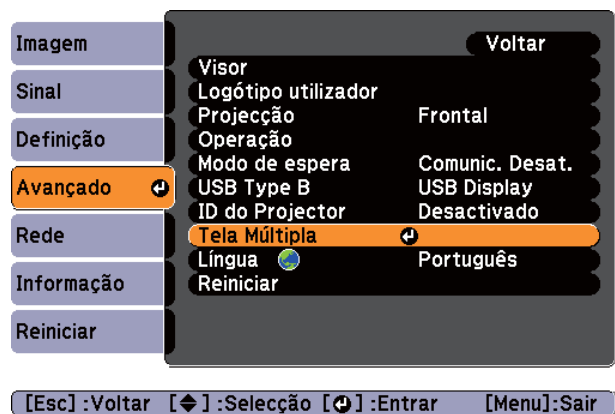 Imagem
Sinal
Definição
Avançado
Rede
Informação
Reiniciar
Voltar
Visor
Logótipo utilizador
Projecção Frontal
Operação
Modo de espera Comunic. Desat.
USB Type B USB Display
ID do Projector Desactivado
Tela Múltipla
Língua Português
Reiniciar
[Esc] :Voltar [] :Selecção [] :Entrar [Menu]:Sair